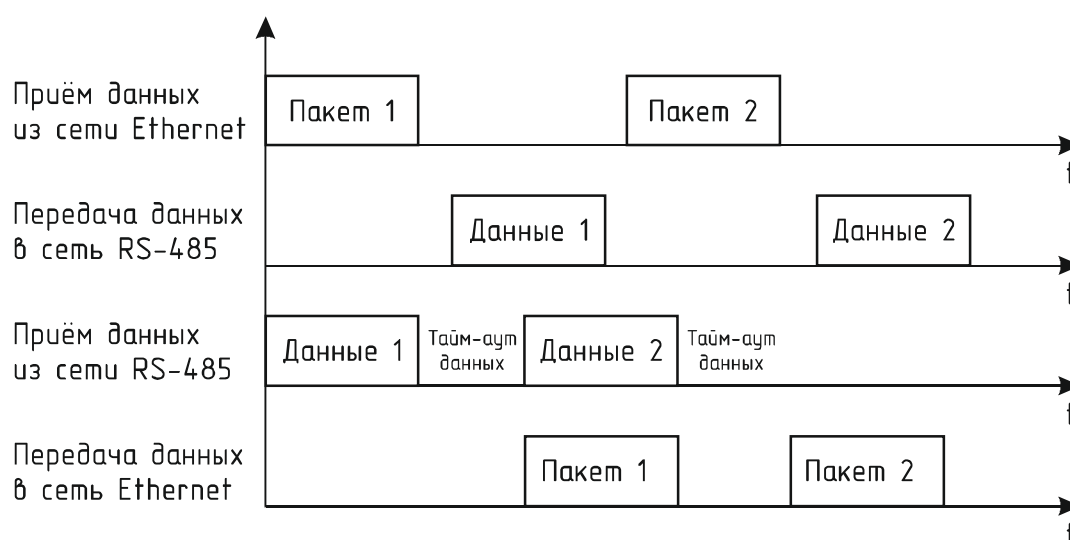 Приём данных
из сети Ethernet
Пакет 1
Пакет 2
t
Передача данных
в сеть RS-485
Данные 1
Данные 2
t
Приём данных
из сети RS-485
Данные 1
Тайм-аут
данных
Данные 2
Тайм-аут
данных
t
Передача данных
в сеть Ethernet
Пакет 1
Пакет 2
t